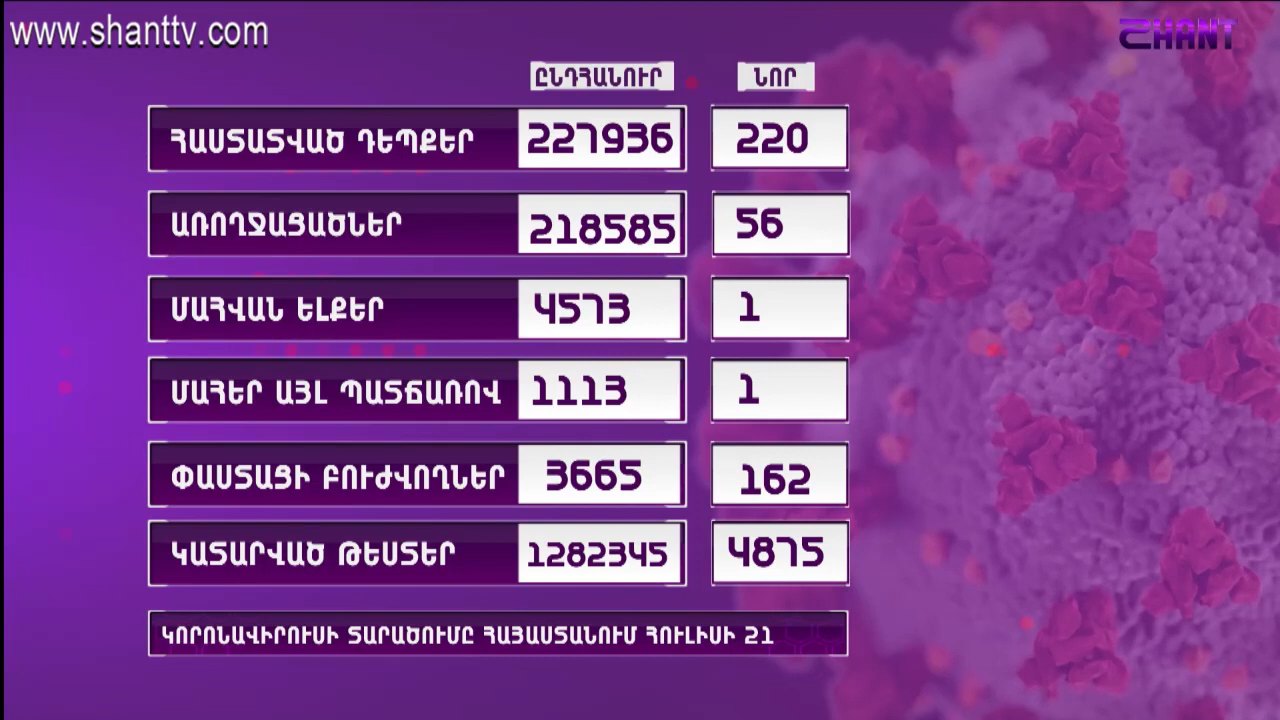 www.shanttv.com
SHANT
ԸՆԴՀԱՆՈՒՐ ՆՈՐ
ՀԱՍՏԱՏՎԱԾ ԴԵՊՔԵՐ 227936 220
ԱՌՈՂՋԱՑԱԾՆԵՐ 218585 56
ՄԱՀՎԱՆ ԵԼՔԵՐ 4573 1
ՄԱՀԵՐ ԱՅԼ ՊԱՏՃԱՌՈՎ 1113 1
ՓԱՍՏԱՑԻ ԲՈՒԺՎՈՂՆԵՐ 3665 162
ԿԱՏԱՐՎԱԾ ԹԵՍՏԵՐ 1282345 4875
ԿՈՐՈՆԱՎԻՐՈՒՍԻ ՏԱՐԱԾՈՒՄԸ ՀԱՅԱՍՏԱՆՈՒՄ ՀՈՒԼԻՍԻ 21